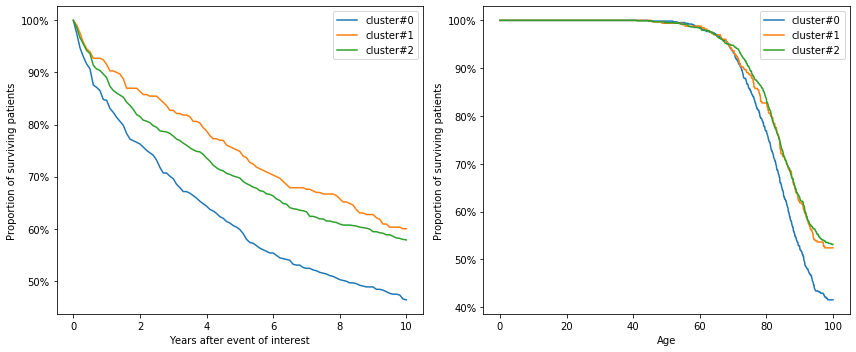 cluster#0
cluster#1
cluster#2
100%
90%
80%
70%
60%
50%
Proportion of surviving patients
0
2
4
6
8
10
Years after event of interest
cluster#0
cluster#1
cluster#2
100%
90%
80%
70%
60%
50%
40%
Proportion of surviving patients
0
20
40
60
80
100
Age